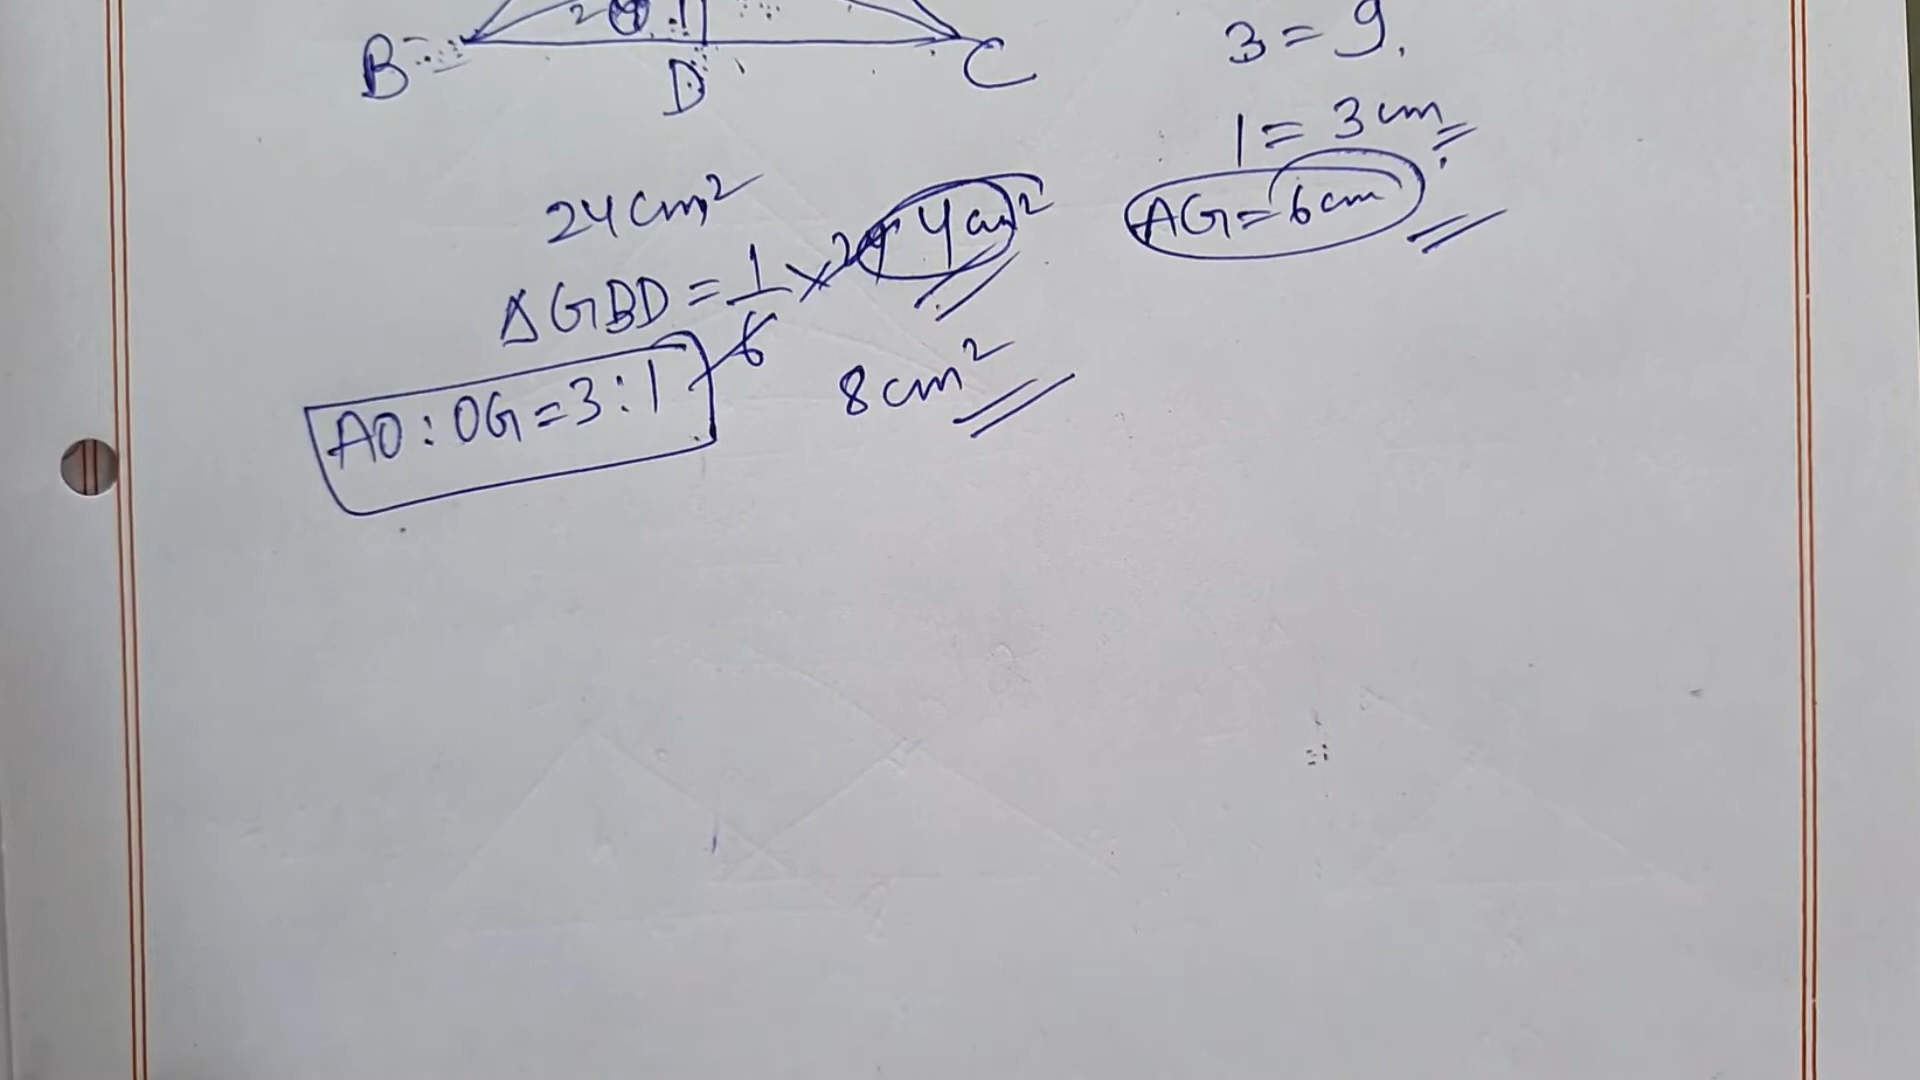 B D C
24 cm²
ΔGBD = 1/6 × 24 4 cm²
AO : OG = 3 : 1
8 cm²
3 = 9.
1 = 3 cm
AG = 6 cm